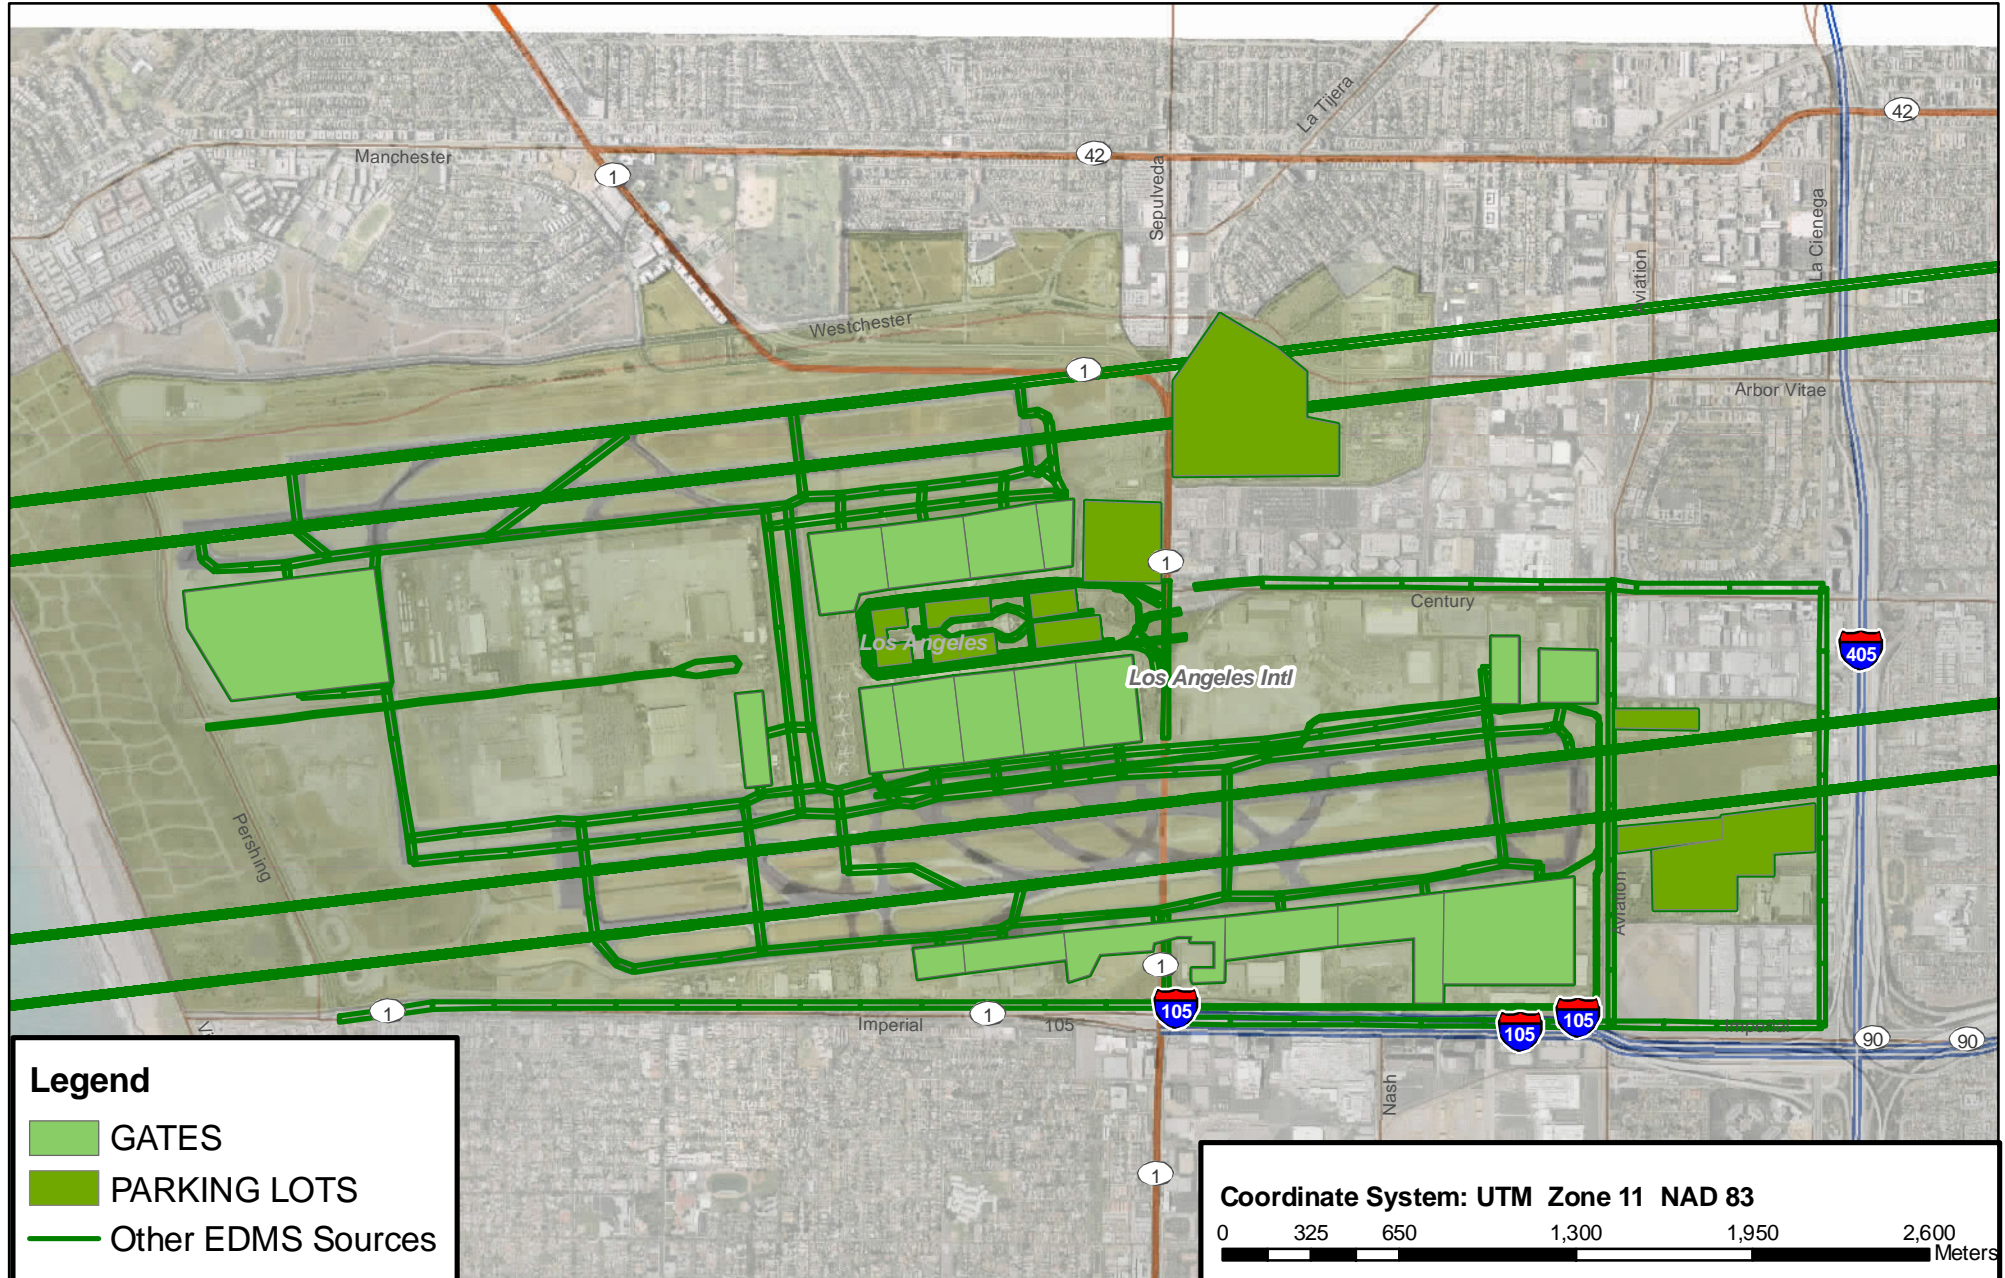 42
La Tijera
42
Manchester
1
Sepulveda
La Cienega
viation
Westchester
1
Arbor Vitae
1
Century
Los Angeles
405
Los Angeles Intl
Pershing
Aviation
1
1
1
105
105
105
Imperial
105
Imperial
90
90
Vi
Nash
1
Legend
GATES
PARKING LOTS
Other EDMS Sources
Coordinate System: UTM Zone 11 NAD 83
0 325 650 1,300 1,950 2,600
Meters